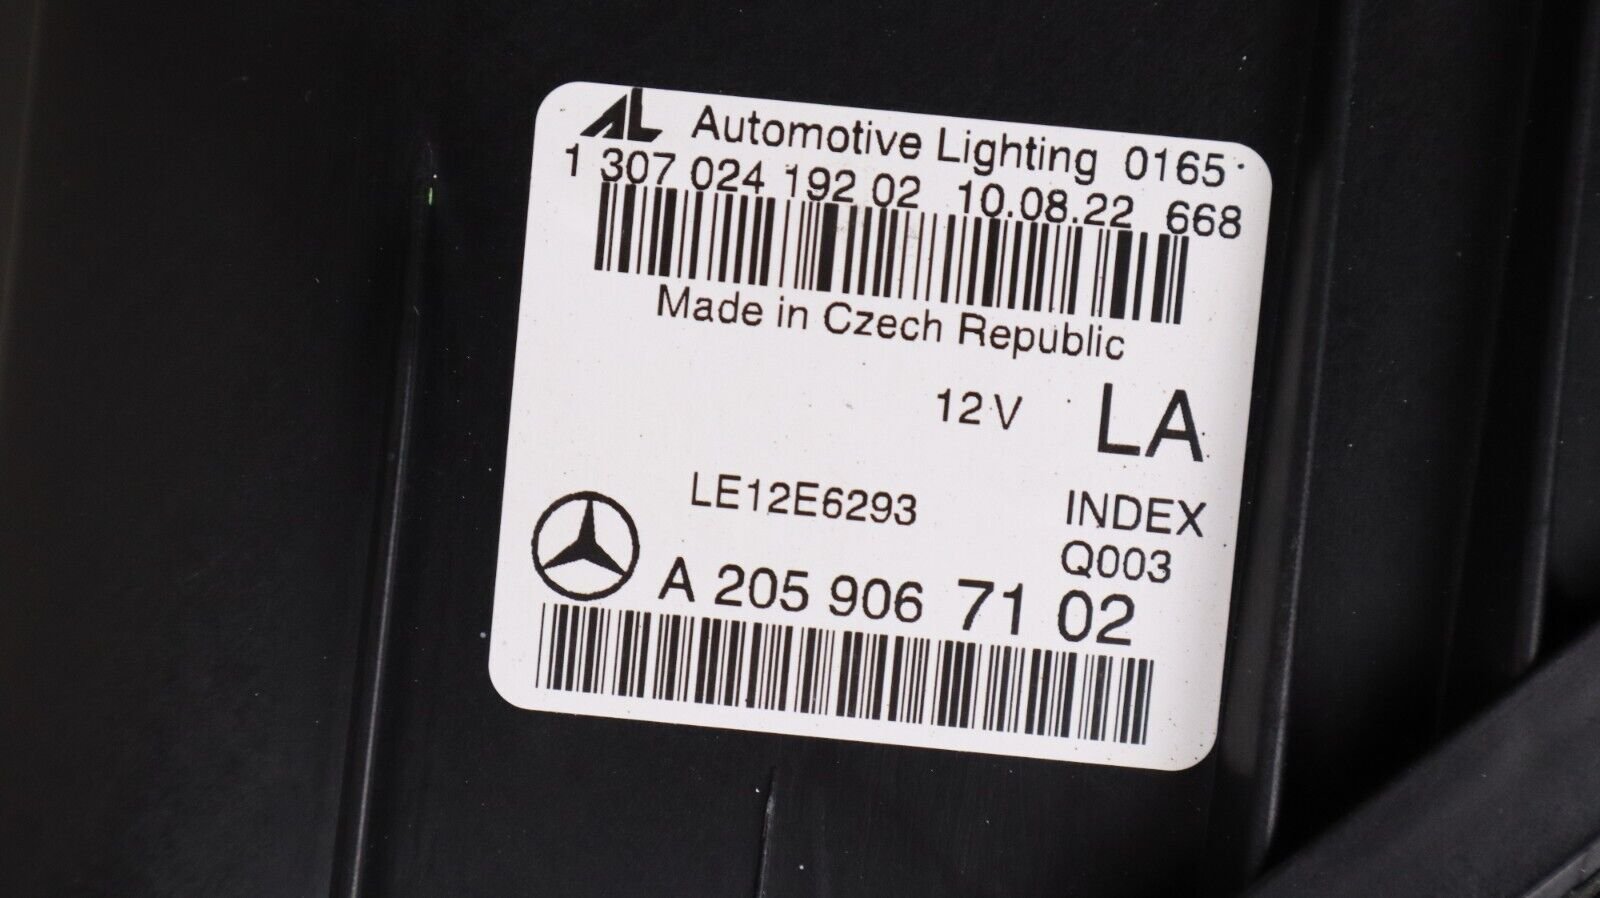 AL Automotive Lighting 0165
1 307 024 192 02 10.08.22 668
Made in Czech Republic
12V LA
LE12E6293 INDEX
Q003
A 205 906 71 02